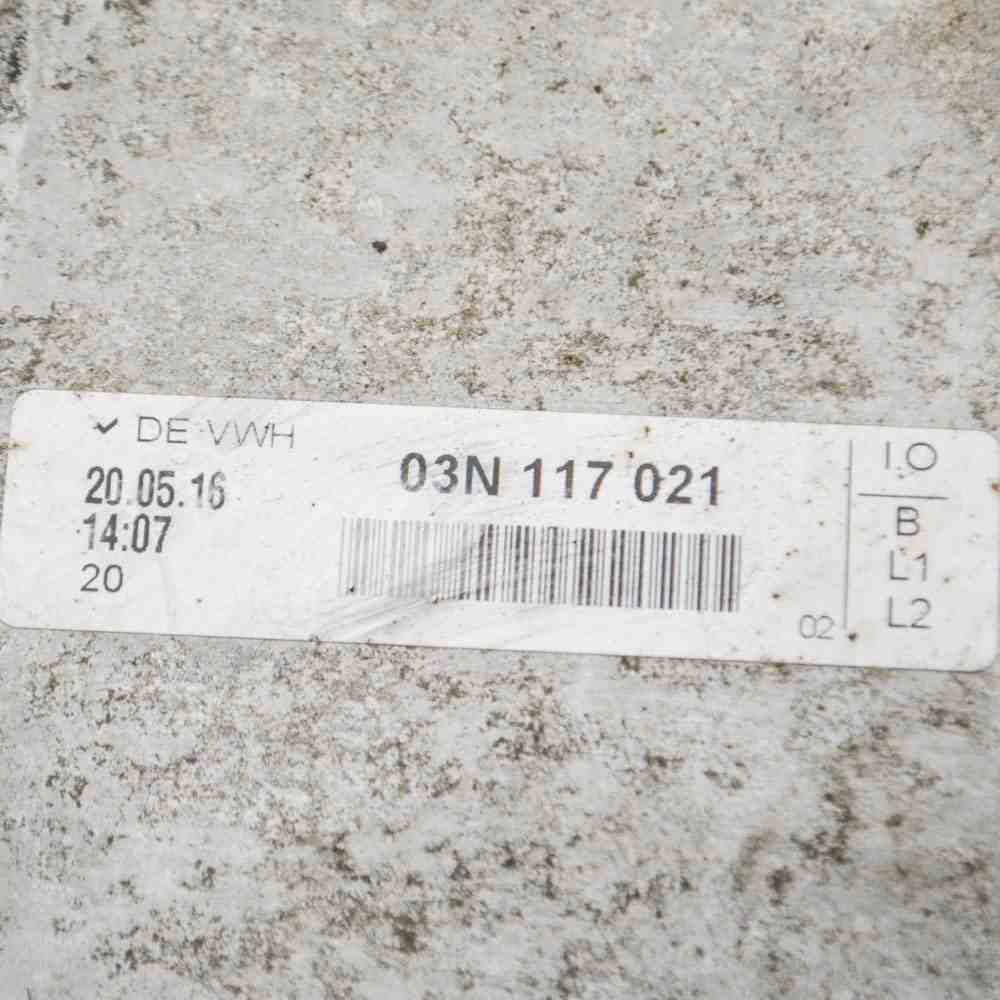 ✓ DE VWH
20.05.16
14:07
20
03N 117 021
02
I.O
B
L1
L2